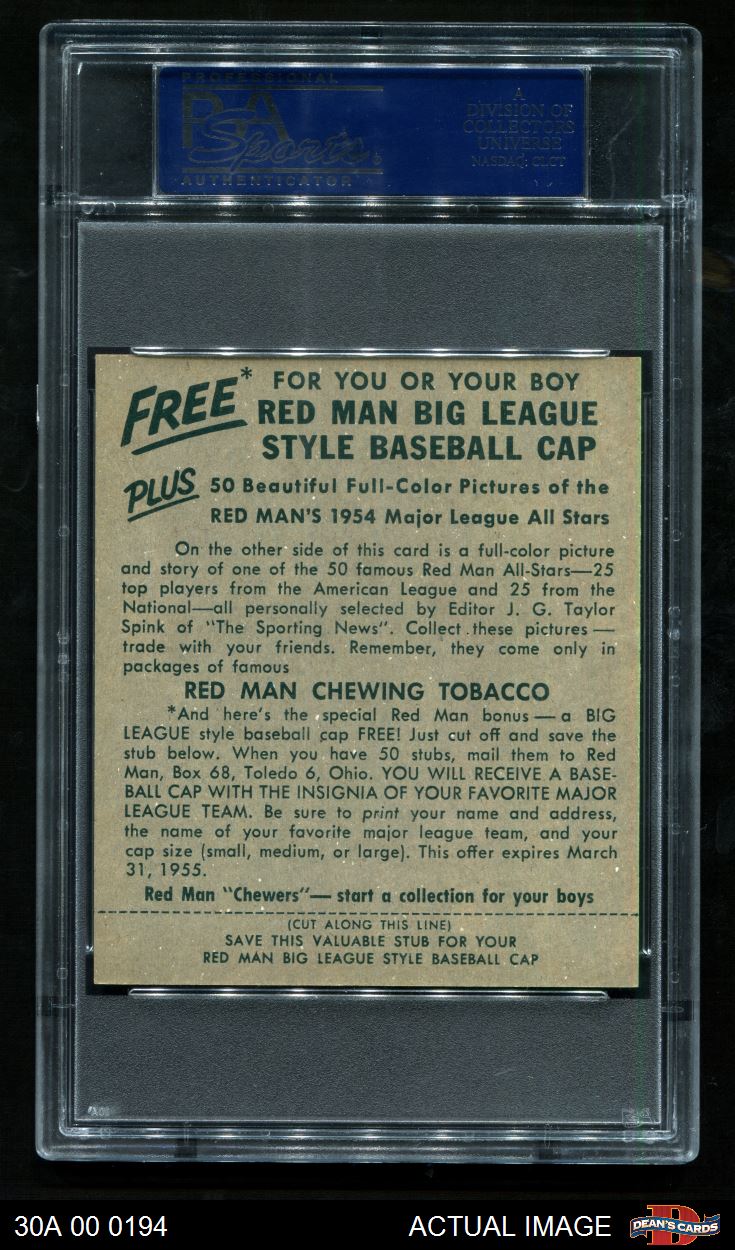 PROFESSIONAL
PSA
Sports
AUTHENTICATOR
A
DIVISION OF
COLLECTORS
UNIVERSE
NASDAQ: CLCT
FREE* FOR YOU OR YOUR BOY
RED MAN BIG LEAGUE
STYLE BASEBALL CAP
PLUS 50 Beautiful Full-Color Pictures of the
RED MAN'S 1954 Major League All Stars
On the other side of this card is a full-color picture
and story of one of the 50 famous Red Man All-Stars—25
top players from the American League and 25 from the
National—all personally selected by Editor J. G. Taylor
Spink of "The Sporting News". Collect these pictures —
trade with your friends. Remember, they come only in
packages of famous
RED MAN CHEWING TOBACCO
*And here's the special Red Man bonus — a BIG
LEAGUE style baseball cap FREE! Just cut off and save the
stub below. When you have 50 stubs, mail them to Red
Man, Box 68, Toledo 6, Ohio. YOU WILL RECEIVE A BASE-
BALL CAP WITH THE INSIGNIA OF YOUR FAVORITE MAJOR
LEAGUE TEAM. Be sure to print your name and address,
the name of your favorite major league team, and your
cap size (small, medium, or large). This offer expires March
31, 1955.
Red Man "Chewers"— start a collection for your boys
(CUT ALONG THIS LINE)
SAVE THIS VALUABLE STUB FOR YOUR
RED MAN BIG LEAGUE STYLE BASEBALL CAP
30A 00 0194
ACTUAL IMAGE
DEAN'S CARDS